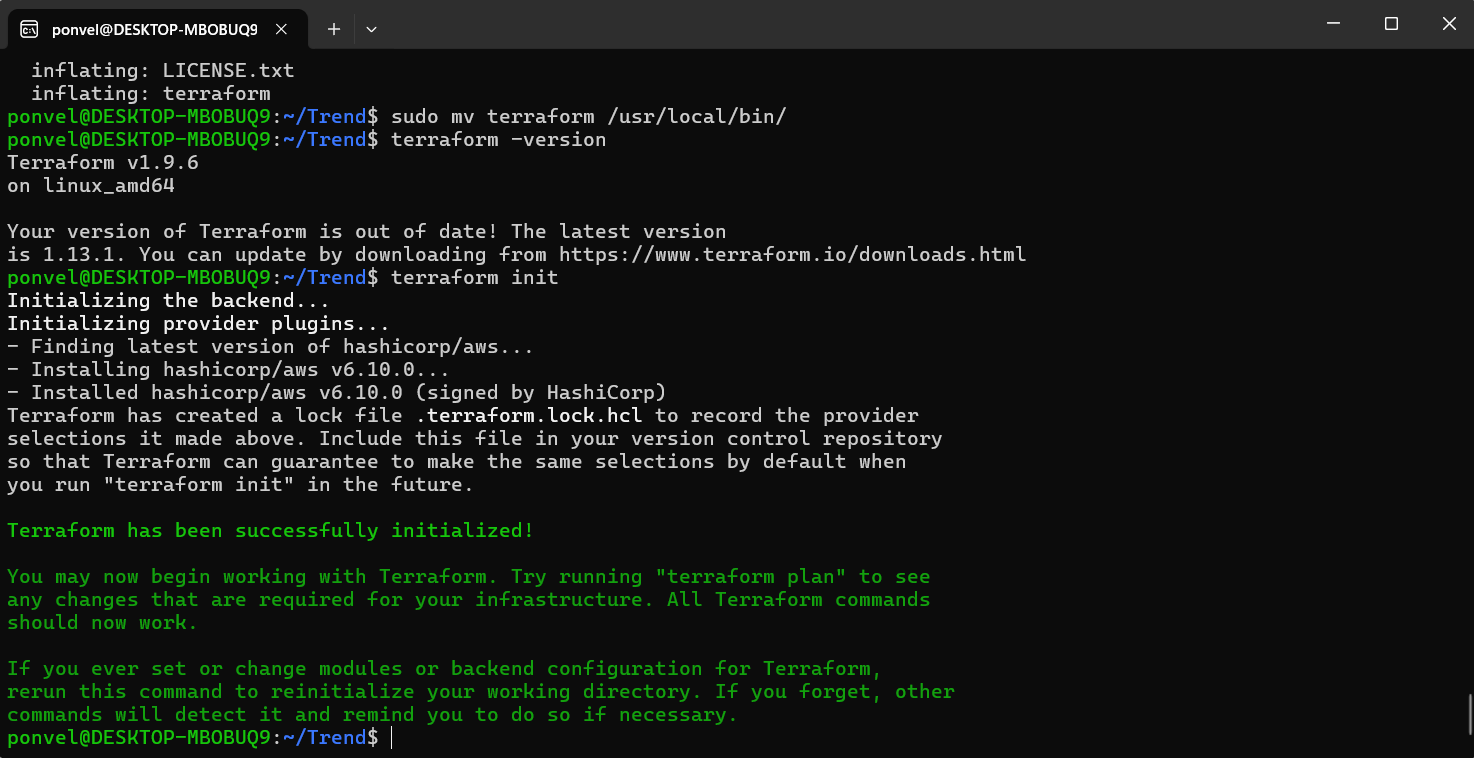 ponvel@DESKTOP-MBOBUQ9
  inflating: LICENSE.txt
  inflating: terraform
ponvel@DESKTOP-MBOBUQ9:~/Trend$ sudo mv terraform /usr/local/bin/
ponvel@DESKTOP-MBOBUQ9:~/Trend$ terraform -version
Terraform v1.9.6
on linux_amd64

Your version of Terraform is out of date! The latest version
is 1.13.1. You can update by downloading from https://www.terraform.io/downloads.html
ponvel@DESKTOP-MBOBUQ9:~/Trend$ terraform init
Initializing the backend...
Initializing provider plugins...
- Finding latest version of hashicorp/aws...
- Installing hashicorp/aws v6.10.0...
- Installed hashicorp/aws v6.10.0 (signed by HashiCorp)
Terraform has created a lock file .terraform.lock.hcl to record the provider
selections it made above. Include this file in your version control repository
so that Terraform can guarantee to make the same selections by default when
you run "terraform init" in the future.

Terraform has been successfully initialized!

You may now begin working with Terraform. Try running "terraform plan" to see
any changes that are required for your infrastructure. All Terraform commands
should now work.

If you ever set or change modules or backend configuration for Terraform,
rerun this command to reinitialize your working directory. If you forget, other
commands will detect it and remind you to do so if necessary.
ponvel@DESKTOP-MBOBUQ9:~/Trend$